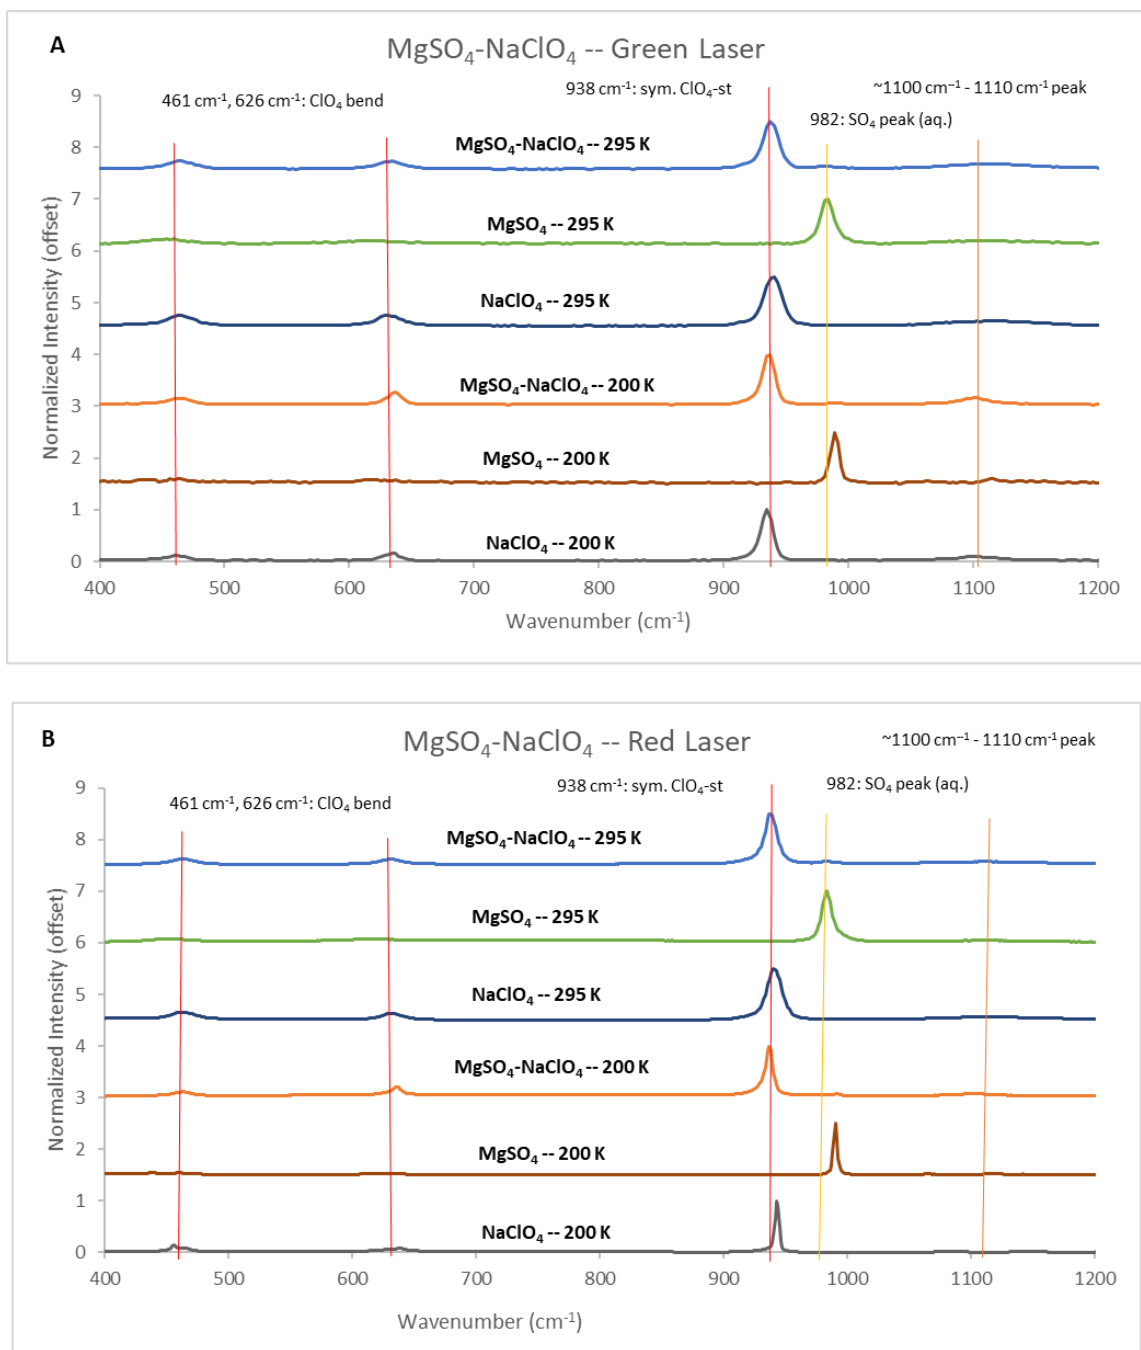 A
MgSO₄-NaClO₄ -- Green Laser
461 cm⁻¹, 626 cm⁻¹: ClO₄ bend
938 cm⁻¹: sym. ClO₄-st
~1100 cm⁻¹ - 1110 cm⁻¹ peak
982: SO₄ peak (aq.)
Normalized Intensity (offset)
9
8
7
6
5
4
3
2
1
0
MgSO₄-NaClO₄ -- 295 K
MgSO₄ -- 295 K
NaClO₄ -- 295 K
MgSO₄-NaClO₄ -- 200 K
MgSO₄ -- 200 K
NaClO₄ -- 200 K
400 500 600 700 800 900 1000 1100 1200
Wavenumber (cm⁻¹)
B
MgSO₄-NaClO₄ -- Red Laser
~1100 cm⁻¹ - 1110 cm⁻¹ peak
461 cm⁻¹, 626 cm⁻¹: ClO₄ bend
938 cm⁻¹: sym. ClO₄-st
982: SO₄ peak (aq.)
Normalized Intensity (offset)
9
8
7
6
5
4
3
2
1
0
MgSO₄-NaClO₄ -- 295 K
MgSO₄ -- 295 K
NaClO₄ -- 295 K
MgSO₄-NaClO₄ -- 200 K
MgSO₄ -- 200 K
NaClO₄ -- 200 K
400 500 600 700 800 900 1000 1100 1200
Wavenumber (cm⁻¹)